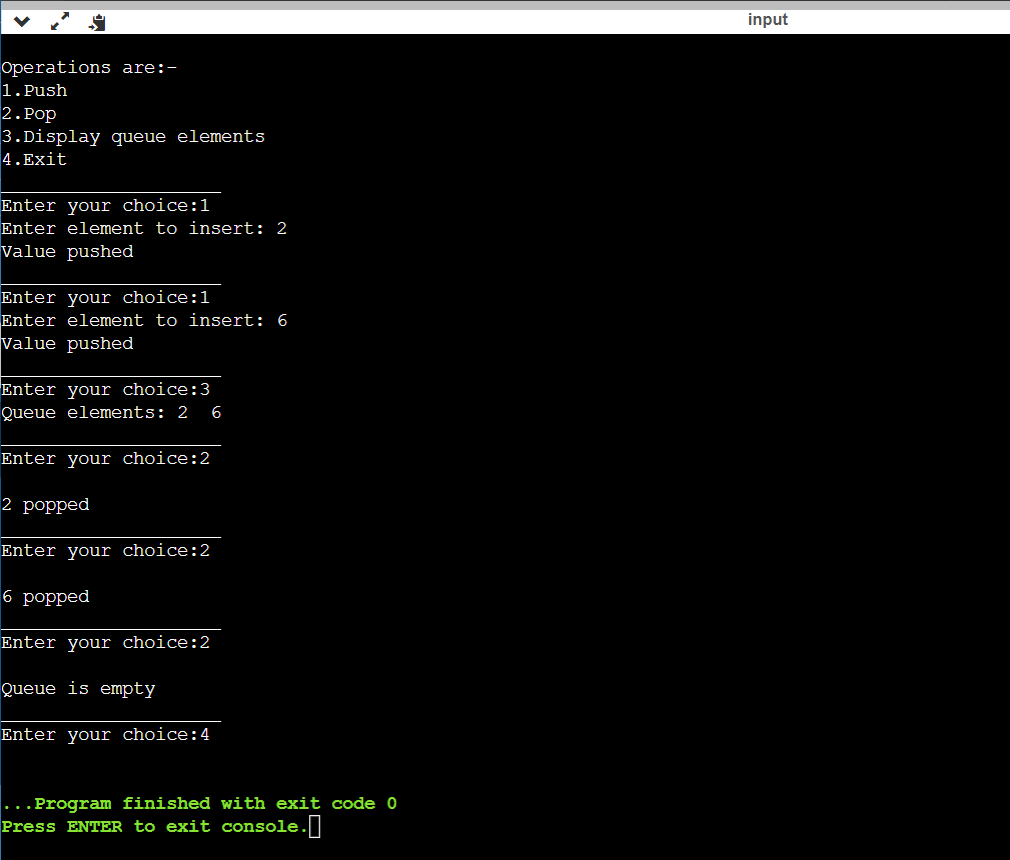 input
Operations are:-
1.Push
2.Pop
3.Display queue elements
4.Exit
____________________
Enter your choice:1
Enter element to insert: 2
Value pushed
____________________
Enter your choice:1
Enter element to insert: 6
Value pushed
____________________
Enter your choice:3
Queue elements: 2  6
____________________
Enter your choice:2
2 popped
____________________
Enter your choice:2
6 popped
____________________
Enter your choice:2
Queue is empty
____________________
Enter your choice:4
...Program finished with exit code 0
Press ENTER to exit console.